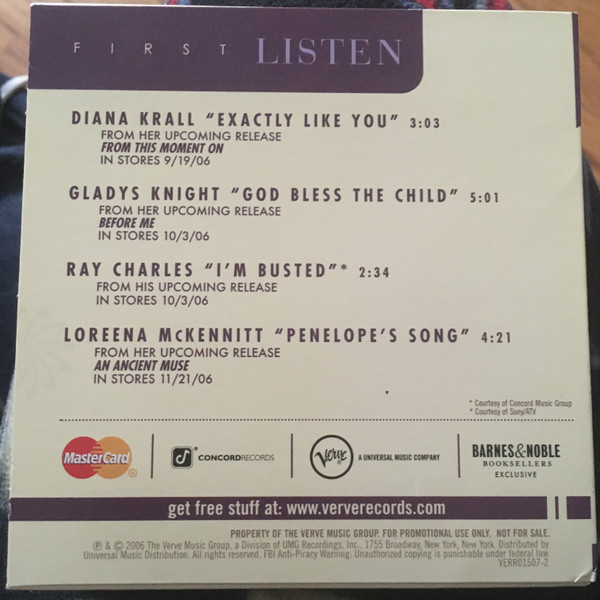 FIRST LISTEN
DIANA KRALL "EXACTLY LIKE YOU" 3:03
FROM HER UPCOMING RELEASE
FROM THIS MOMENT ON
IN STORES 9/19/06
GLADYS KNIGHT "GOD BLESS THE CHILD" 5:01
FROM HER UPCOMING RELEASE
BEFORE ME
IN STORES 10/3/06
RAY CHARLES "I'M BUSTED"* 2:34
FROM HIS UPCOMING RELEASE
IN STORES 10/3/06
LOREENA McKENNITT "PENELOPE'S SONG" 4:21
FROM HER UPCOMING RELEASE
AN ANCIENT MUSE
IN STORES 11/21/06
* Courtesy of Concord Music Group
* Courtesy of Sony/ATV
MasterCard
CONCORD RECORDS
Verve
A UNIVERSAL MUSIC COMPANY
BARNES&NOBLE
BOOKSELLERS
EXCLUSIVE
get free stuff at: www.ververecords.com
PROPERTY OF THE VERVE MUSIC GROUP. FOR PROMOTIONAL USE ONLY. NOT FOR SALE.
℗ & © 2006 The Verve Music Group, a Division of UMG Recordings, Inc., 1755 Broadway, New York, New York. Distributed by
Universal Music Distribution. All rights reserved. FBI Anti-Piracy Warning: Unauthorized copying is punishable under federal law.
VERR01507-2